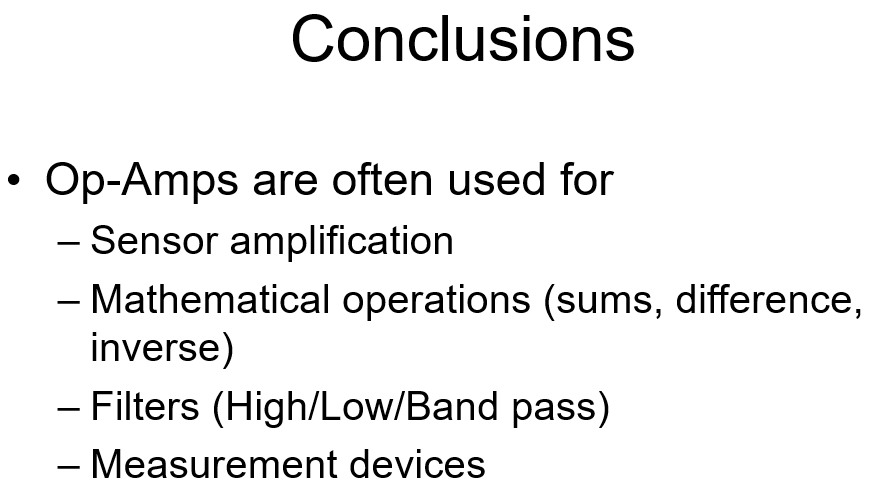 Conclusions
• Op-Amps are often used for
– Sensor amplification
– Mathematical operations (sums, difference,
inverse)
– Filters (High/Low/Band pass)
– Measurement devices